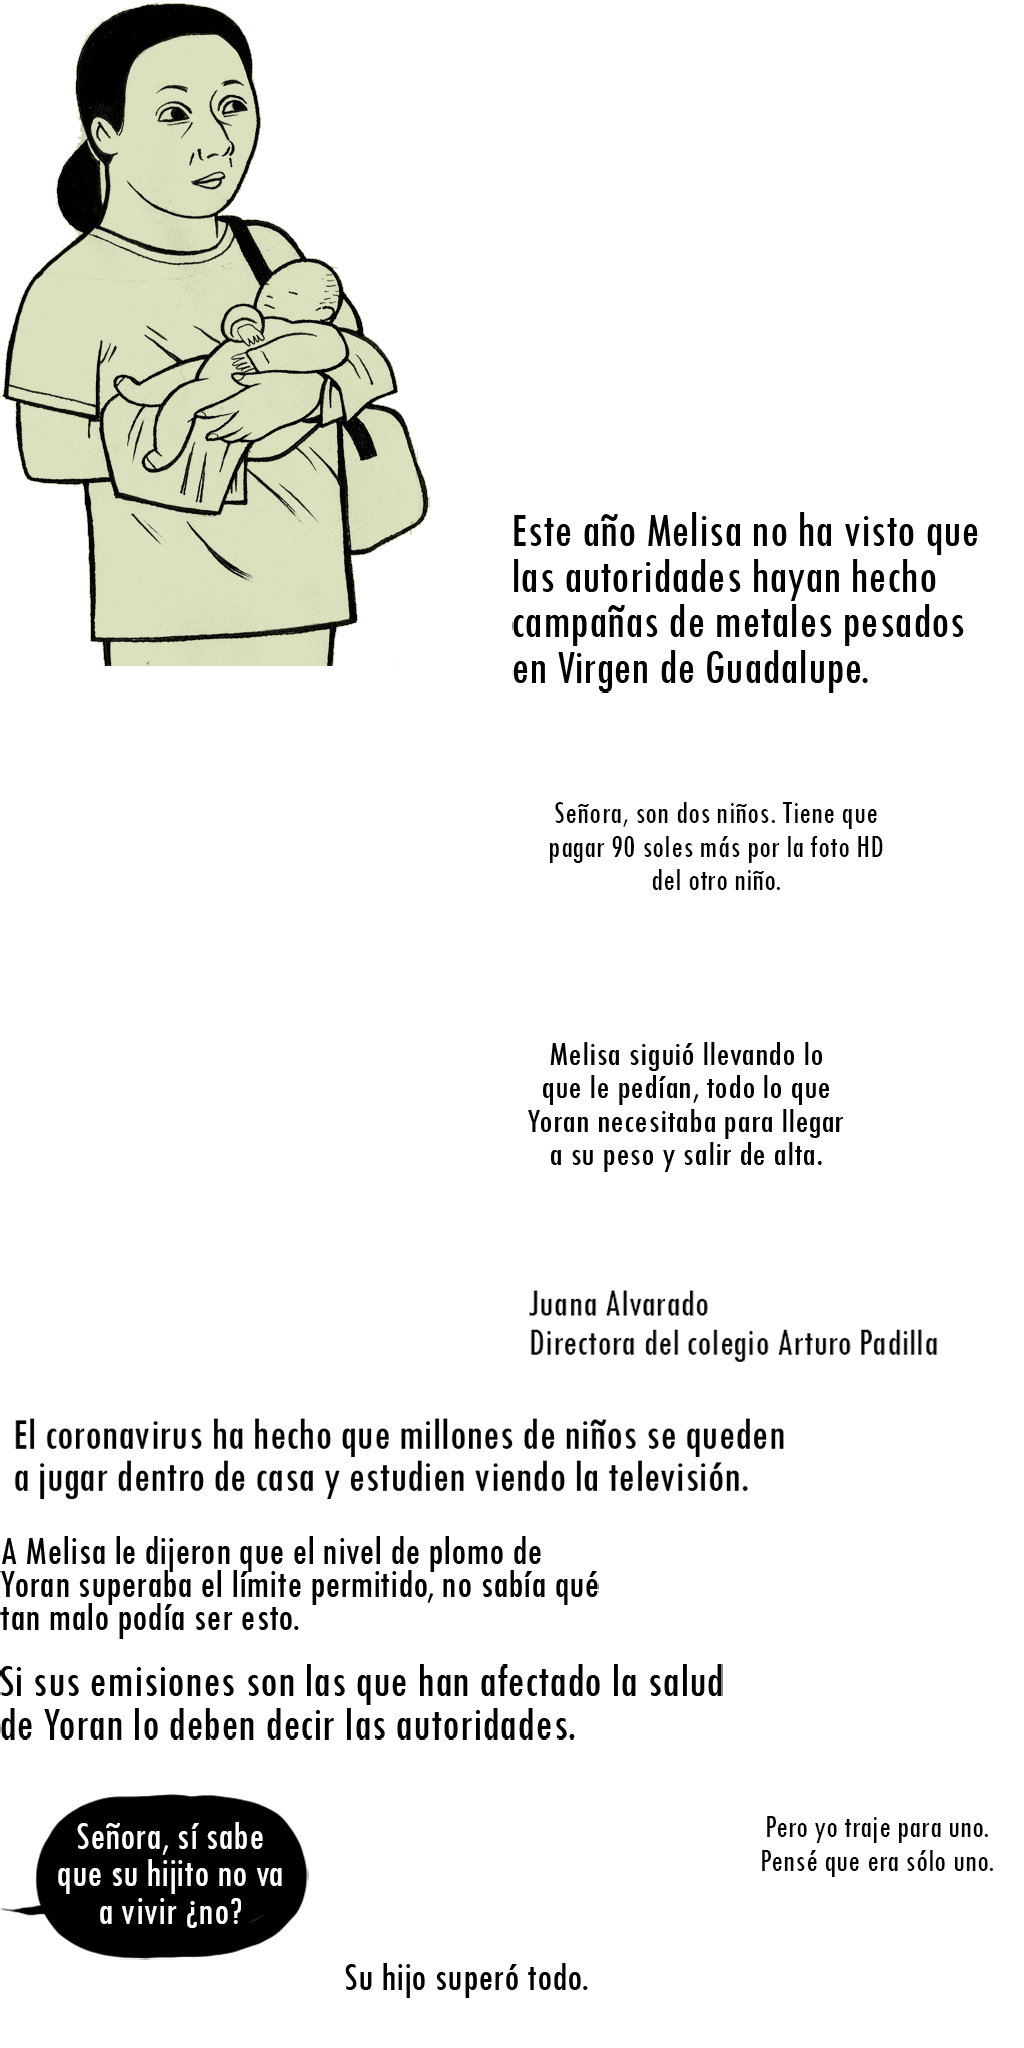 Este año Melisa no ha visto que
las autoridades hayan hecho
campañas de metales pesados
en Virgen de Guadalupe.
Señora, son dos niños. Tiene que
pagar 90 soles más por la foto HD
del otro niño.
Melisa siguió llevando lo
que le pedían, todo lo que
Yoran necesitaba para llegar
a su peso y salir de alta.
Juana Alvarado
Directora del colegio Arturo Padilla
El coronavirus ha hecho que millones de niños se queden
a jugar dentro de casa y estudien viendo la televisión.
A Melisa le dijeron que el nivel de plomo de
Yoran superaba el límite permitido, no sabía qué
tan malo podía ser esto.
Si sus emisiones son las que han afectado la salud
de Yoran lo deben decir las autoridades.
Señora, sí sabe
que su hijito no va
a vivir ¿no?
Pero yo traje para uno.
Pensé que era sólo uno.
Su hijo superó todo.